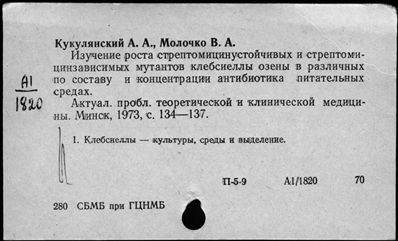 Кукулянский А. А., Молочко В. А.
Изучение роста стрептомицинустойчивых и стрептоми-
цинзависимых мутантов клебсиеллы озены в различных
по составу и концентрации антибиотика питательных
средах.
А1
1820
Актуал. пробл. теоретической и клинической медици-
ны. Минск, 1973, с. 134—137.
1. Клебсиеллы — культуры, среды и выделение.
П-5-9 А1/1820 70
280 СБМБ при ГЦНМБ